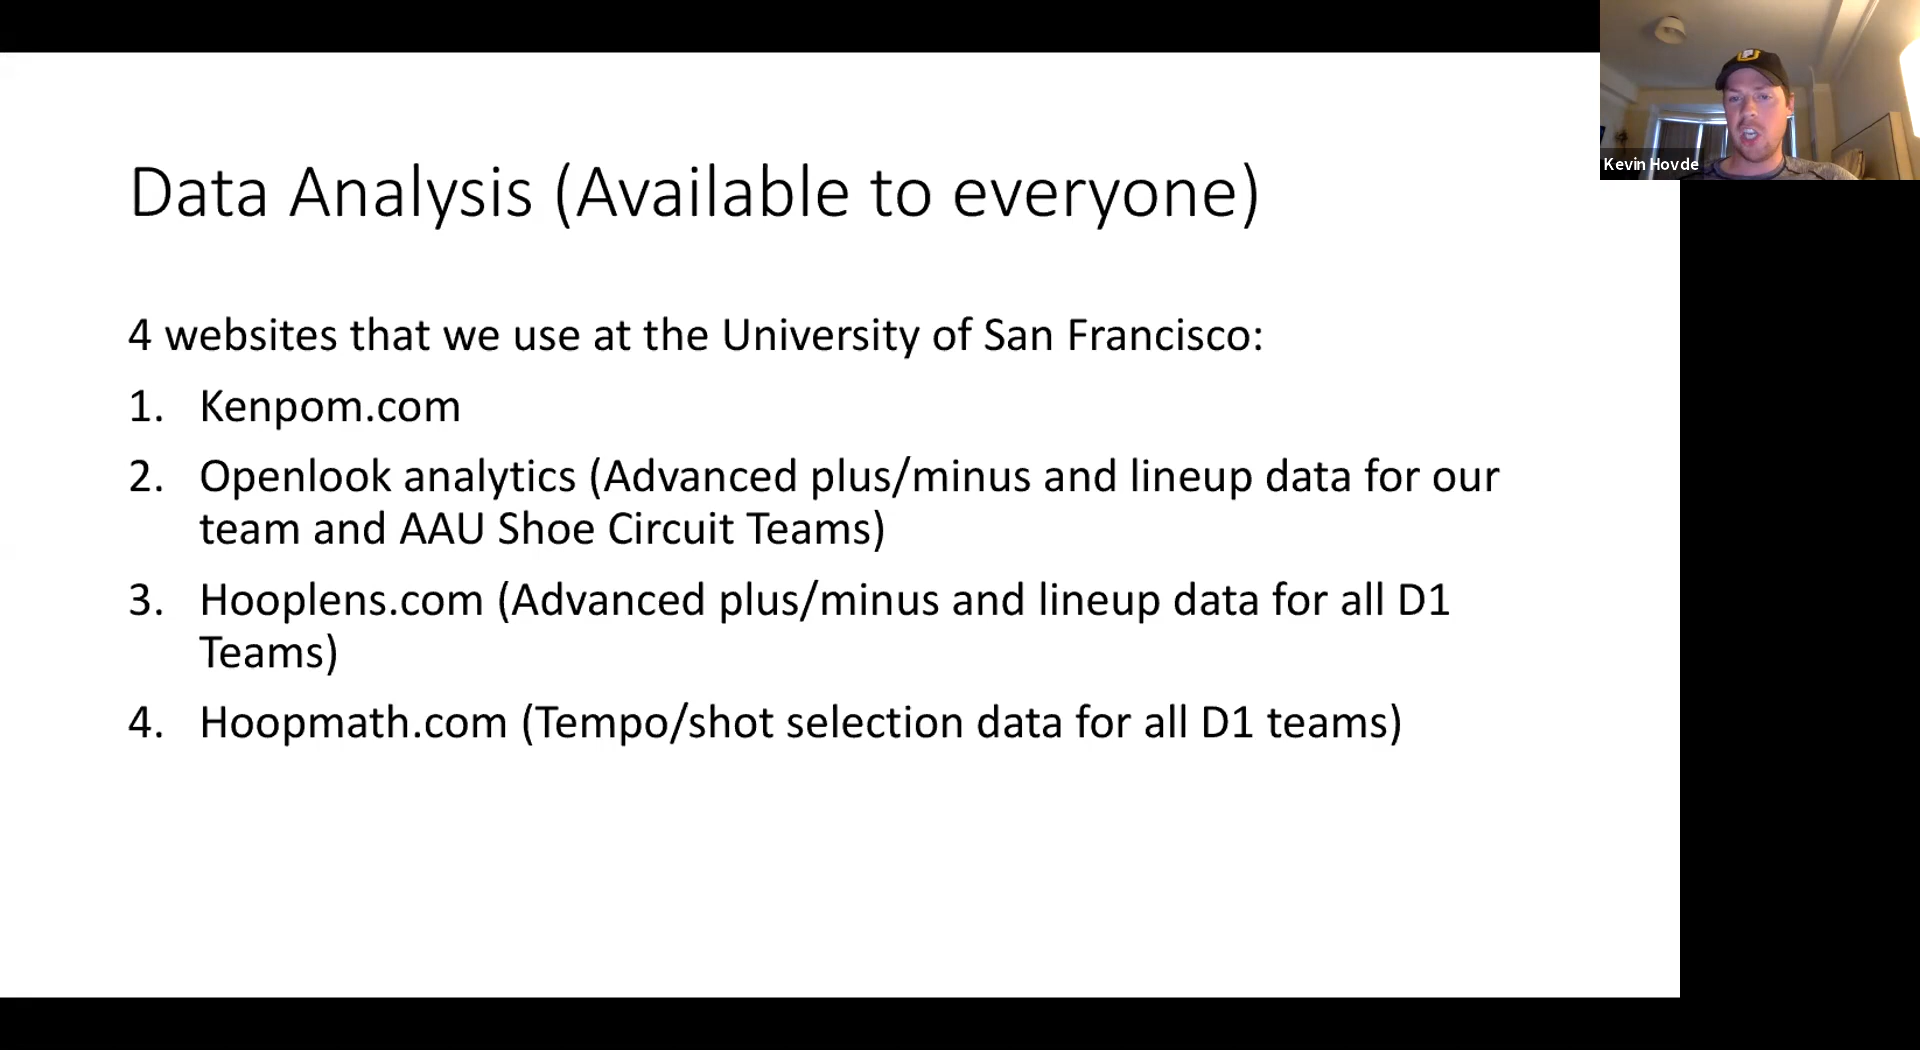 Data Analysis (Available to everyone)
4 websites that we use at the University of San Francisco:
1. Kenpom.com
2. Openlook analytics (Advanced plus/minus and lineup data for our
team and AAU Shoe Circuit Teams)
3. Hooplens.com (Advanced plus/minus and lineup data for all D1
Teams)
4. Hoopmath.com (Tempo/shot selection data for all D1 teams)
Kevin Hovde